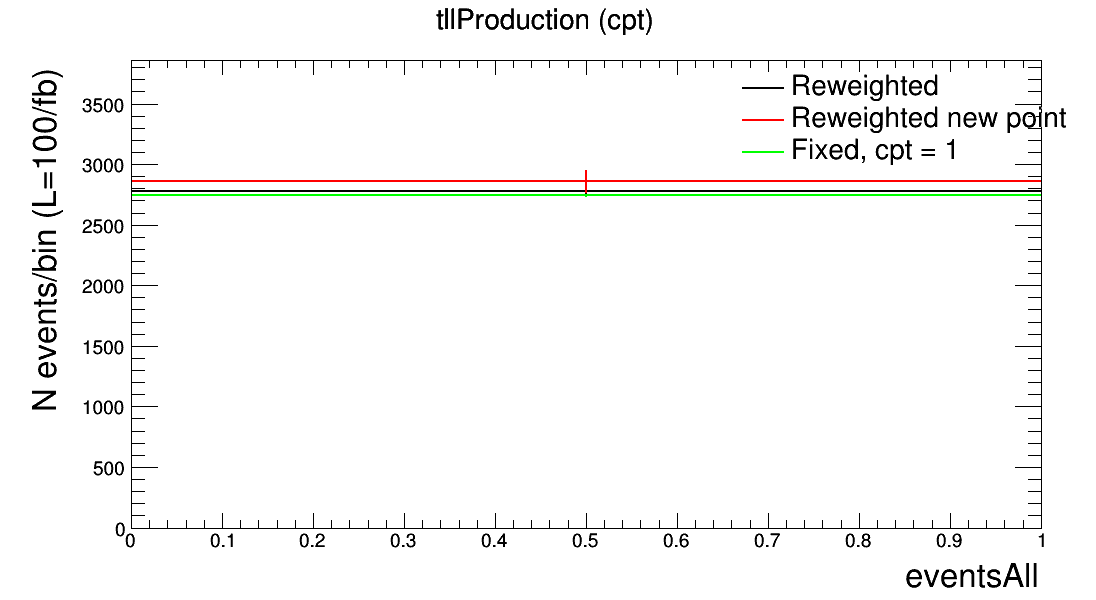 tllProduction (cpt)
N events/bin (L=100/fb)
Reweighted
Reweighted new point
Fixed, cpt = 1
3500
3000
2500
2000
1500
1000
500
0
0 0.1 0.2 0.3 0.4 0.5 0.6 0.7 0.8 0.9 1
eventsAll